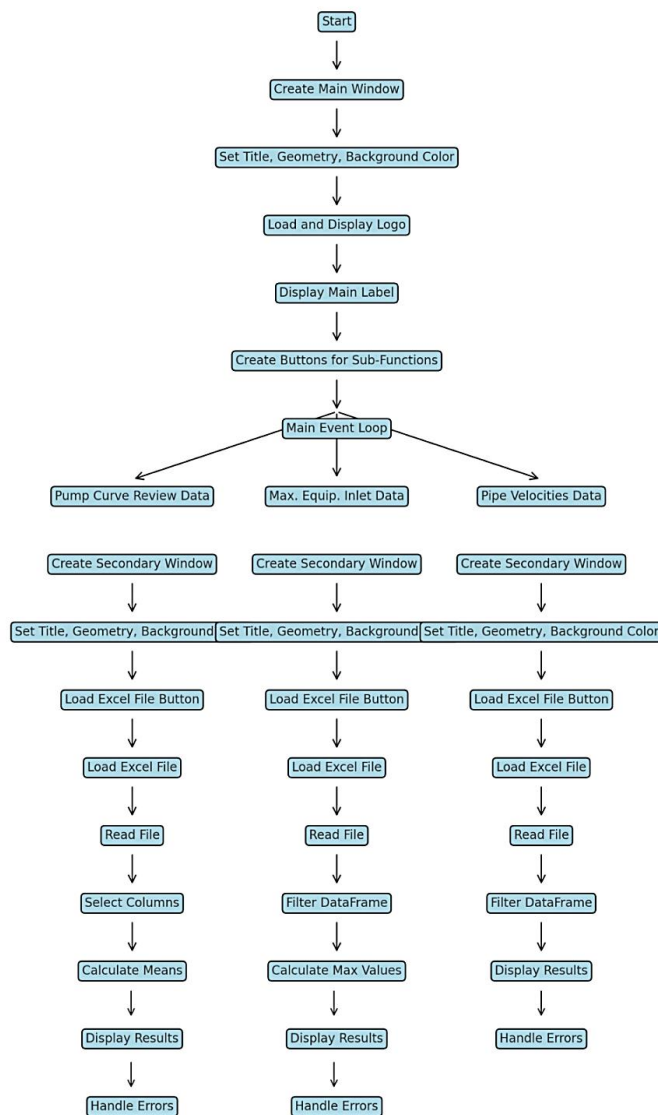 Start
Create Main Window
Set Title, Geometry, Background Color
Load and Display Logo
Display Main Label
Create Buttons for Sub-Functions
Main Event Loop
Pump Curve Review Data
Max. Equip. Inlet Data
Pipe Velocities Data
Create Secondary Window
Create Secondary Window
Create Secondary Window
Set Title, Geometry, Background
Set Title, Geometry, Background
Set Title, Geometry, Background Color
Load Excel File Button
Load Excel File Button
Load Excel File Button
Load Excel File
Load Excel File
Load Excel File
Read File
Read File
Read File
Select Columns
Filter DataFrame
Filter DataFrame
Calculate Means
Calculate Max Values
Display Results
Display Results
Display Results
Handle Errors
Handle Errors
Handle Errors